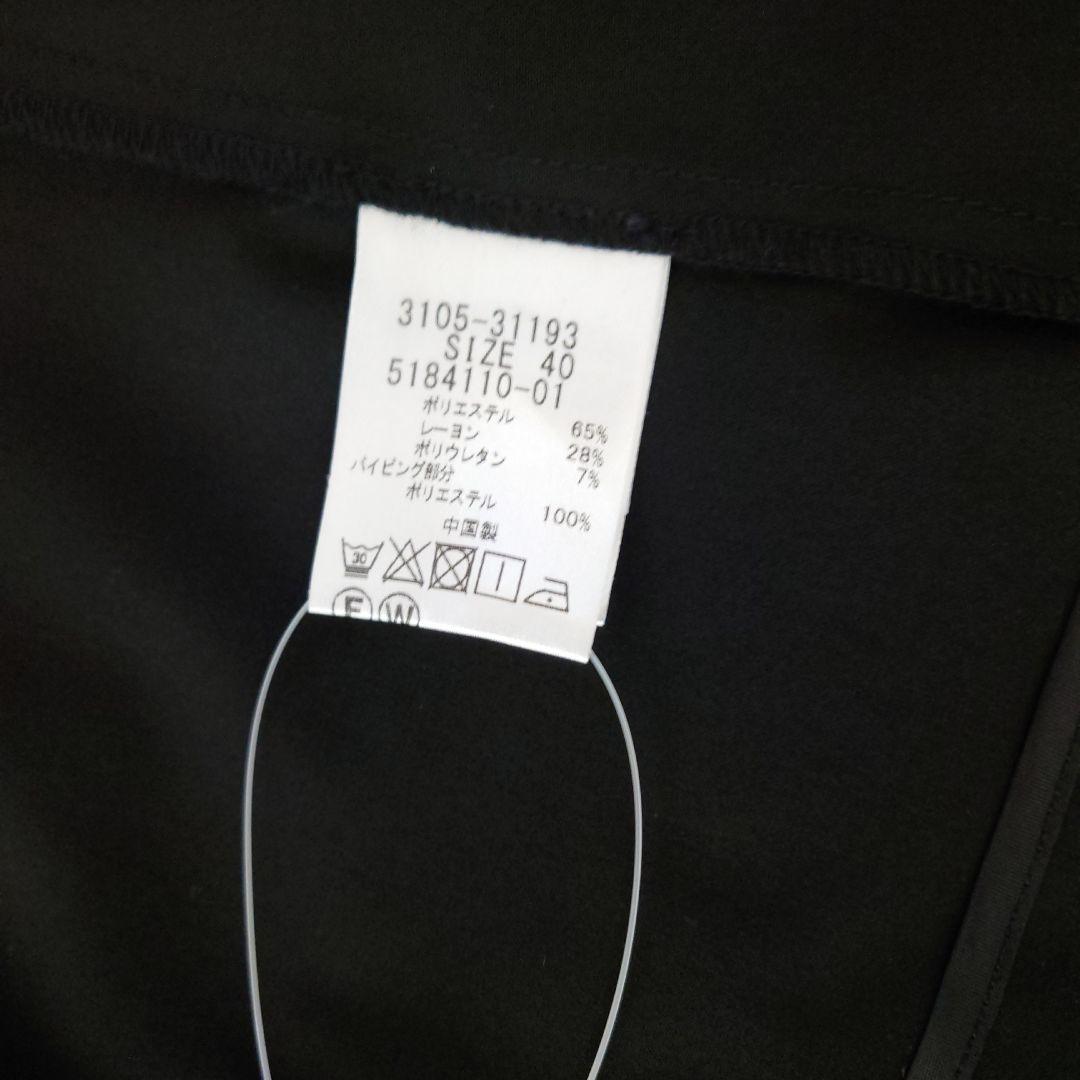 3105-31193
SIZE 40
5184110-01
ポリエステル 65%
レーヨン 28%
ポリウレタン 7%
パイピング部分
ポリエステル 100%
中国製
30
F W